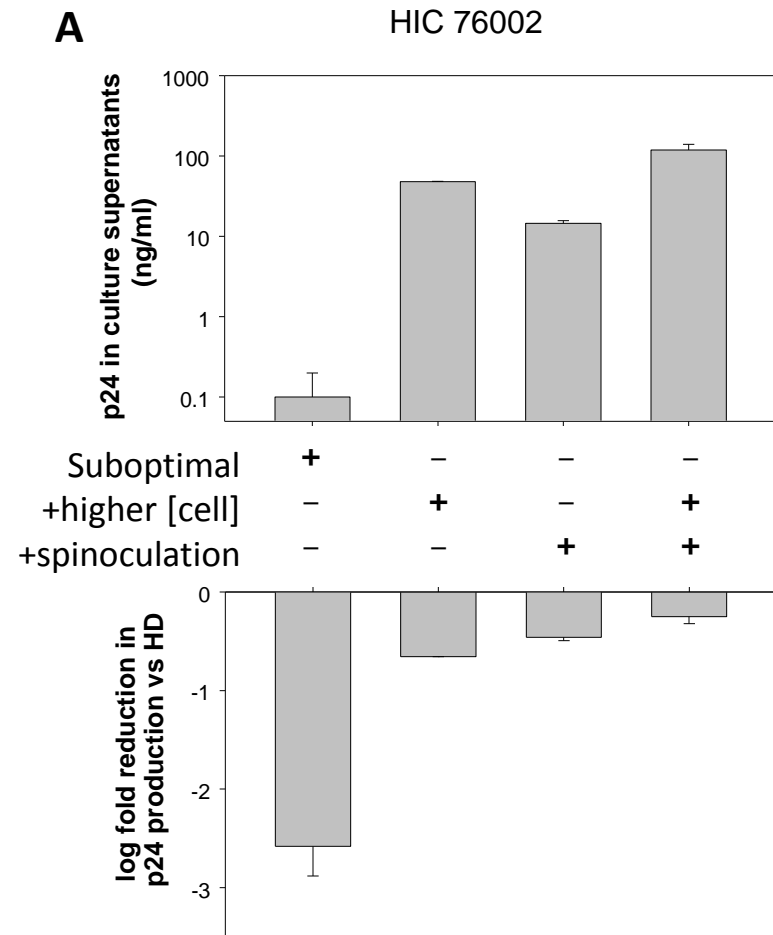 A
HIC 76002
p24 in culture supernatants
(ng/ml)
1000
100
10
1
0.1
Suboptimal + – – –
+higher [cell] – + – +
+spinoculation – – + +
log fold reduction in
p24 production vs HD
0
-1
-2
-3